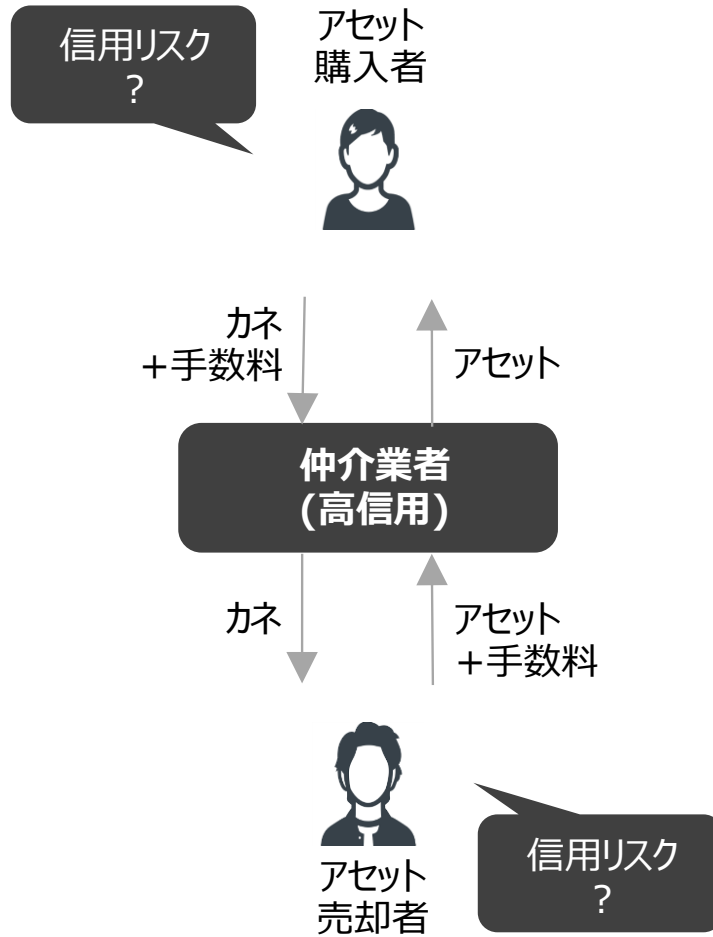 信用リスク
?
アセット
購入者
カネ
+手数料
アセット
仲介業者
(高信用)
カネ
アセット
+手数料
アセット
売却者
信用リスク
?